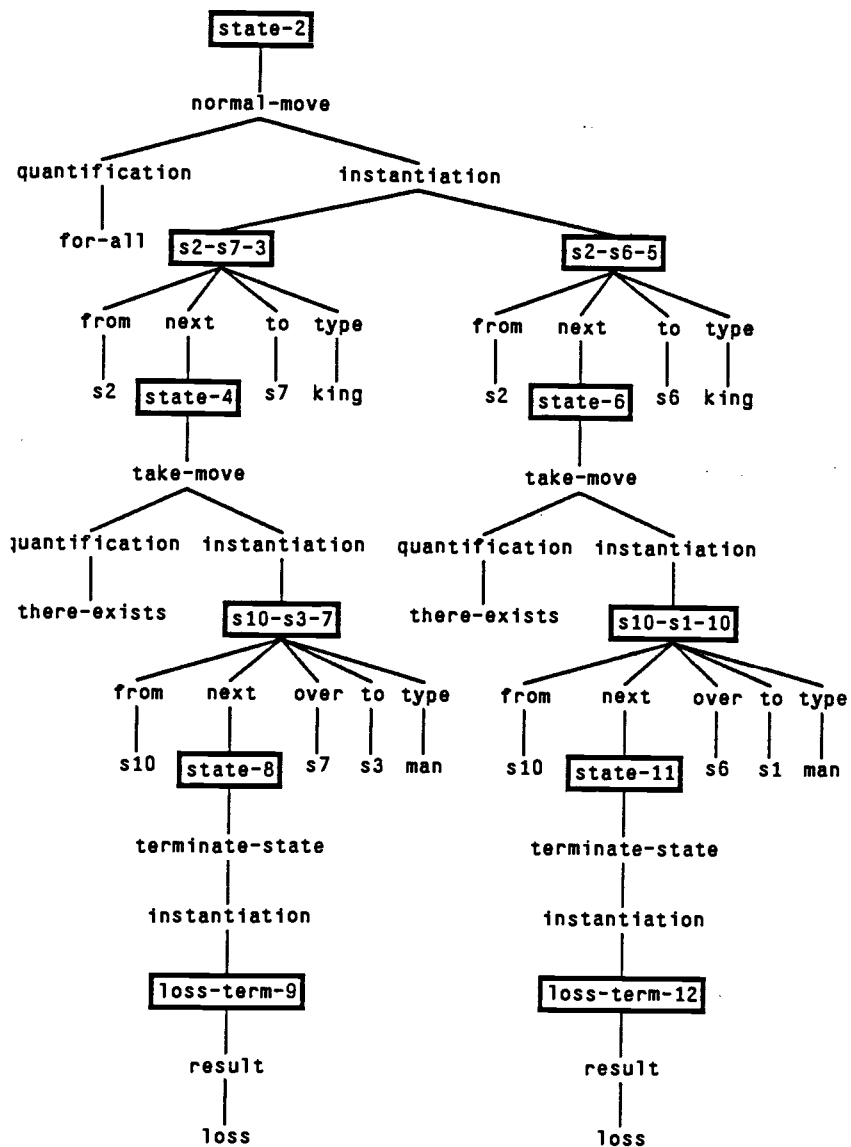 state-2
normal-move
quantification instantiation
for-all s2-s7-3 s2-s6-5
from next to type from next to type
s2 state-4 s7 king s2 state-6 s6 king
take-move take-move
quantification instantiation quantification instantiation
there-exists s10-s3-7 there-exists s10-s1-10
from next over to type from next over to type
s10 state-8 s7 s3 man s10 state-11 s6 s1 man
terminate-state terminate-state
instantiation instantiation
loss-term-9 loss-term-12
result result
loss loss